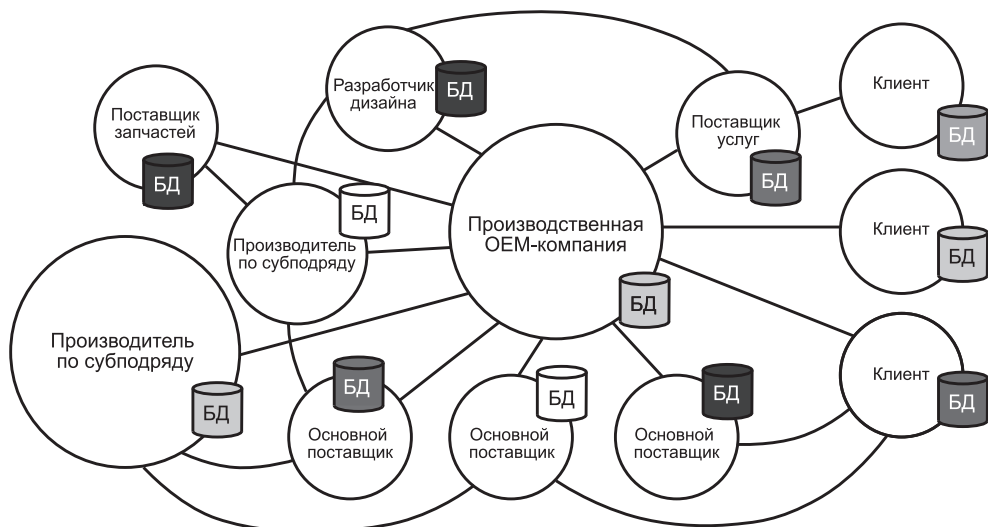 Разработчик
дизайна
БД
Клиент
БД
Поставщик
запчастей
БД
Поставщик
услуг
БД
БД
Производитель
по субподряду
Производственная
OEM-компания
БД
Клиент
БД
Производитель
по субподряду
БД
БД
Основной
поставщик
БД
Основной
поставщик
БД
Основной
поставщик
Клиент
БД